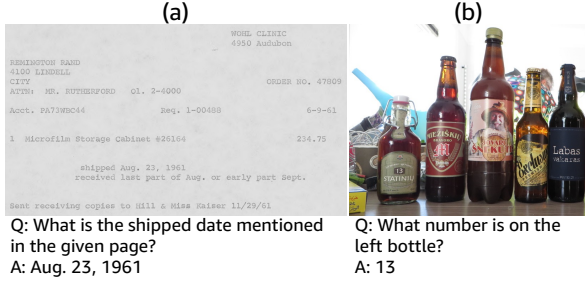 (a)
WOHL CLINIC
4950 Audubon
REMINGTON RAND
4100 LINDELL
CITY ORDER NO. 47809
ATTN: MR. RUTHERFORD Ol. 2-4000
Acct. PA73WBC46 Req. 1-00488 6-9-61
1 Microfilm Storage Cabinet #26164 234.75
shipped Aug. 23, 1961
received last part of Aug. or early part Sept.
Sent receiving copies to Hill & Miss Kaiser 11/29/61
Q: What is the shipped date mentioned
in the given page?
A: Aug. 23, 1961
(b)
13
STATINIU
Labas
vakaras
Q: What number is on the
left bottle?
A: 13